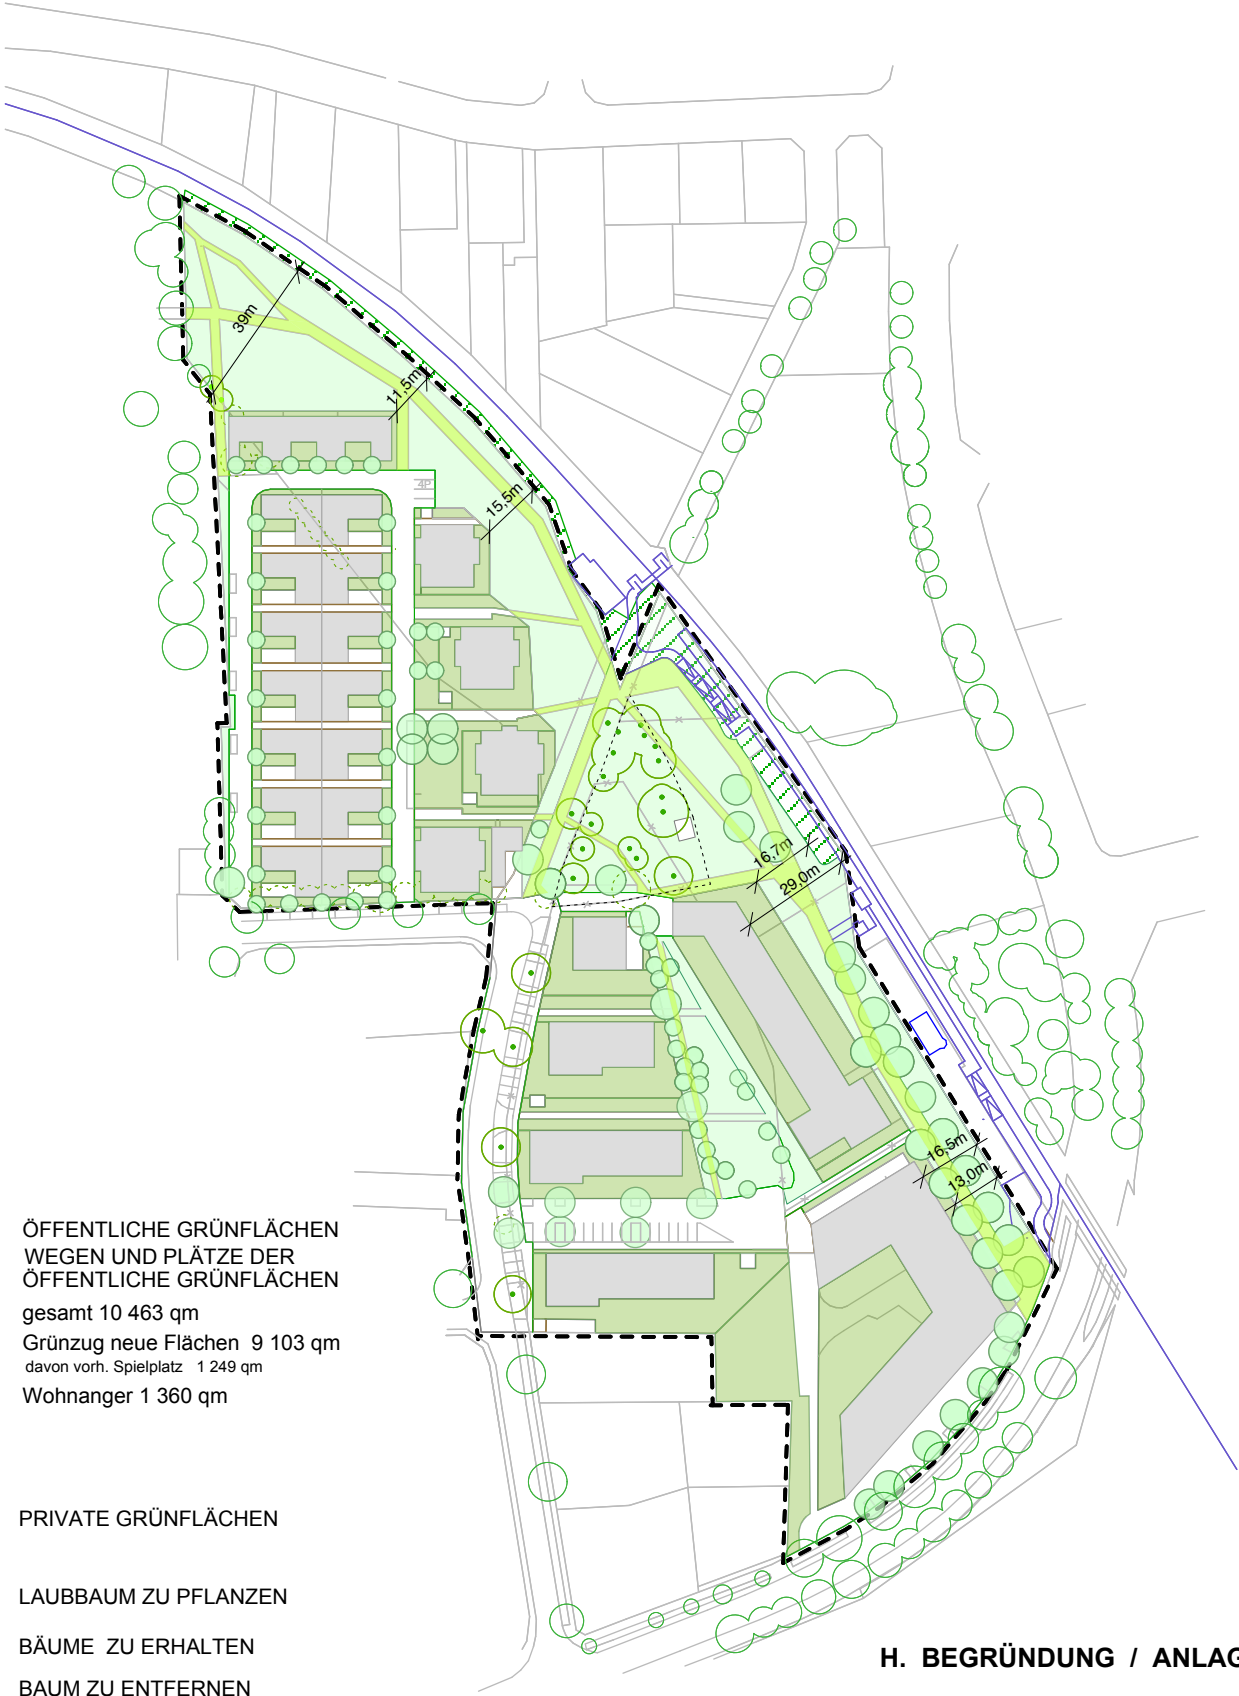 39m
11,5m
4P
15,5m
16,7m
29,0m
16,5m
13,0m
ÖFFENTLICHE GRÜNFLÄCHEN
WEGEN UND PLÄTZE DER
ÖFFENTLICHE GRÜNFLÄCHEN
gesamt 10 463 qm
Grünzug neue Flächen 9 103 qm
davon vorh. Spielplatz 1 249 qm
Wohnanger 1 360 qm
PRIVATE GRÜNFLÄCHEN
LAUBBAUM ZU PFLANZEN
BÄUME ZU ERHALTEN
H. BEGRÜNDUNG / ANLAG
BAUM ZU ENTFERNEN